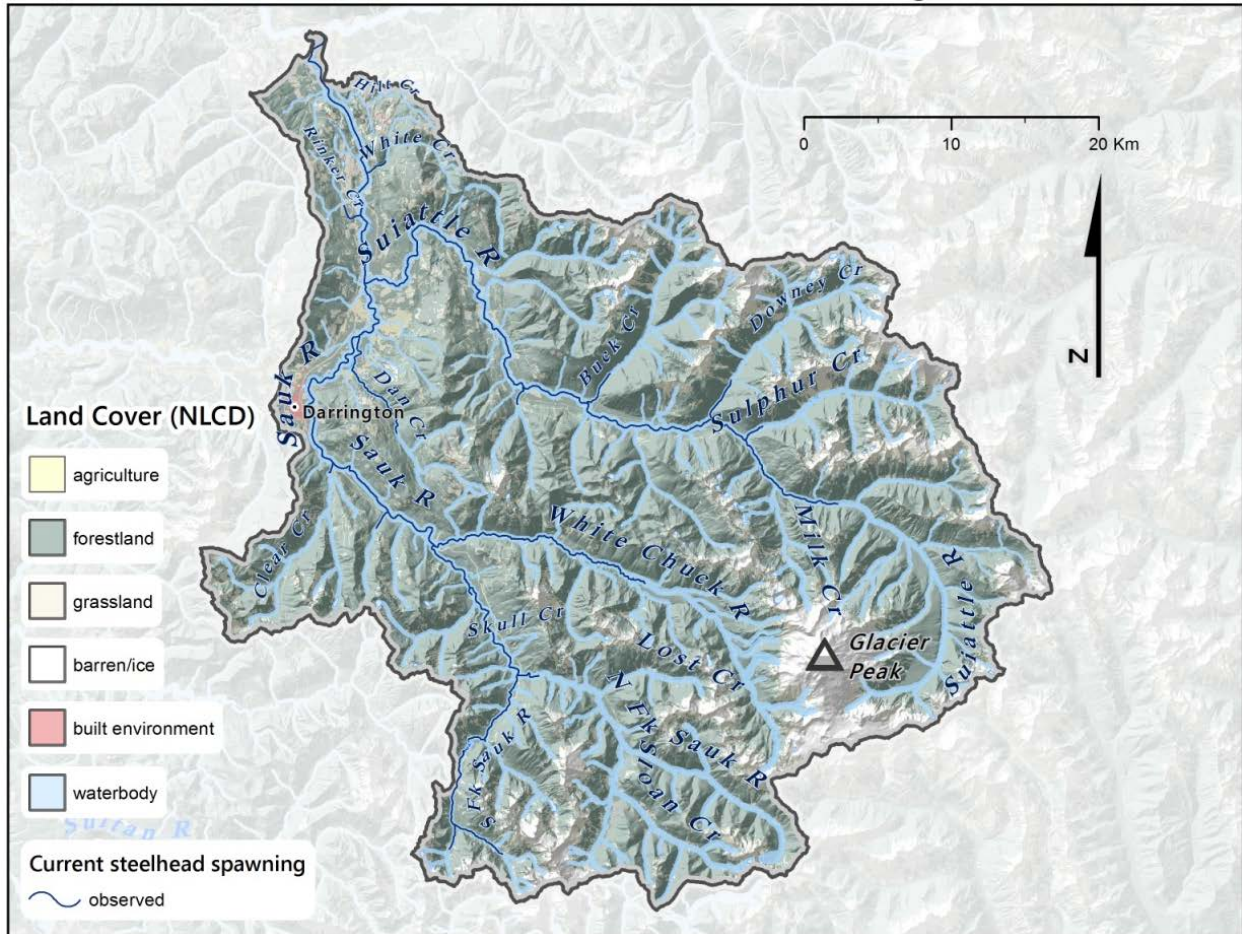 Hilt Cr
White Cr
Rinker Cr
Suiattle R
0 10 20 Km
N
Downey Cr
Buck Cr
Sulphur Cr
Sauk R
Darrington
Dan Cr
Sauk R
White Chuck R
Milk Cr
Suiattle R
Clear Cr
Skull Cr
Lost Cr
Glacier
Peak
N Fk Sauk R
Sloan Cr
S Fk Sauk R
Land Cover (NLCD)
agriculture
forestland
grassland
barren/ice
built environment
waterbody
Sultan R
Current steelhead spawning
observed